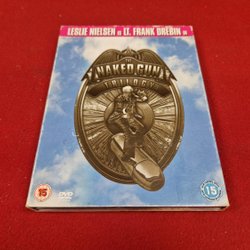 LESLIE NIELSEN IS LT. FRANK DREBIN IN
THE
NAKED GUN
TRILOGY
15
DVD
15